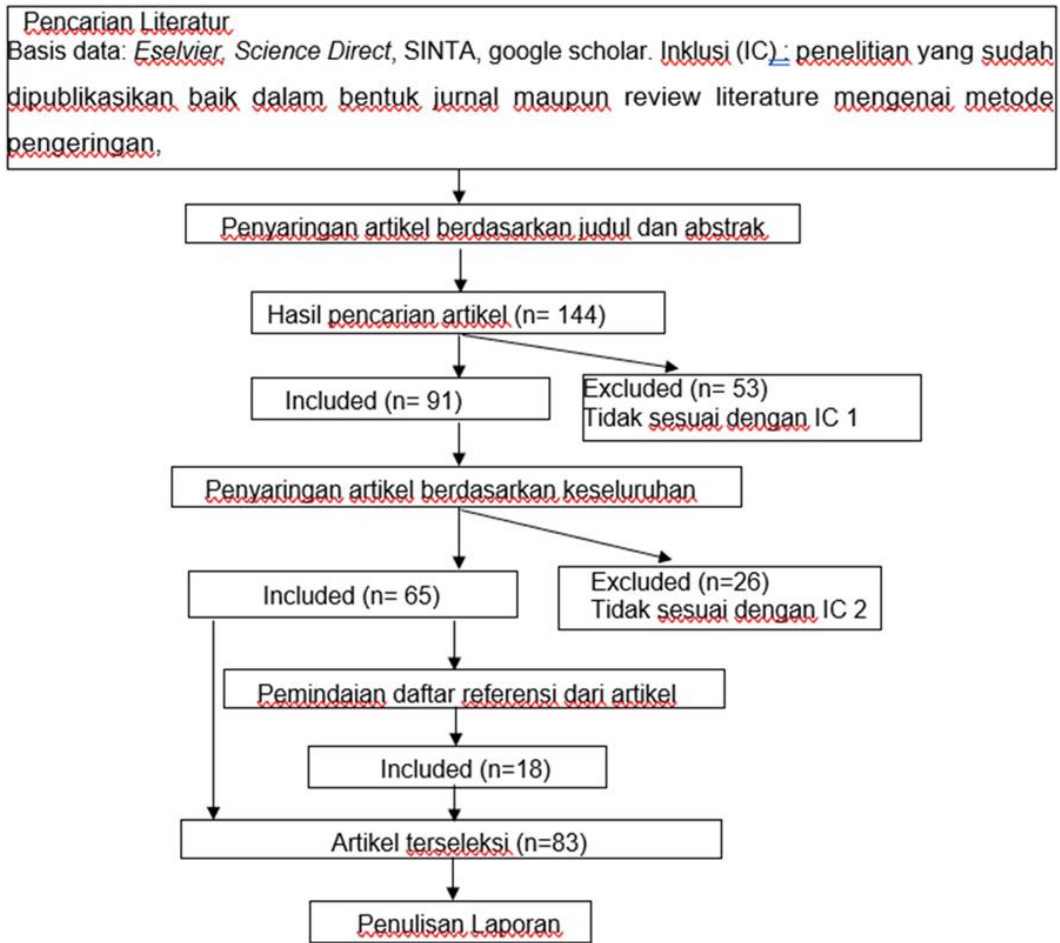 Pencarian Literatur
Basis data: Eselvier, Science Direct, SINTA, google scholar. Inklusi (IC) : penelitian yang sudah
dipublikasikan baik dalam bentuk jurnal maupun review literature mengenai metode
pengeringan,
Penyaringan artikel berdasarkan judul dan abstrak
Hasil pencarian artikel (n= 144)
Included (n= 91)
Excluded (n= 53)
Tidak sesuai dengan IC 1
Penyaringan artikel berdasarkan keseluruhan
Included (n= 65)
Excluded (n=26)
Tidak sesuai dengan IC 2
Pemindaian daftar referensi dari artikel
Included (n=18)
Artikel terseleksi (n=83)
Penulisan Laporan